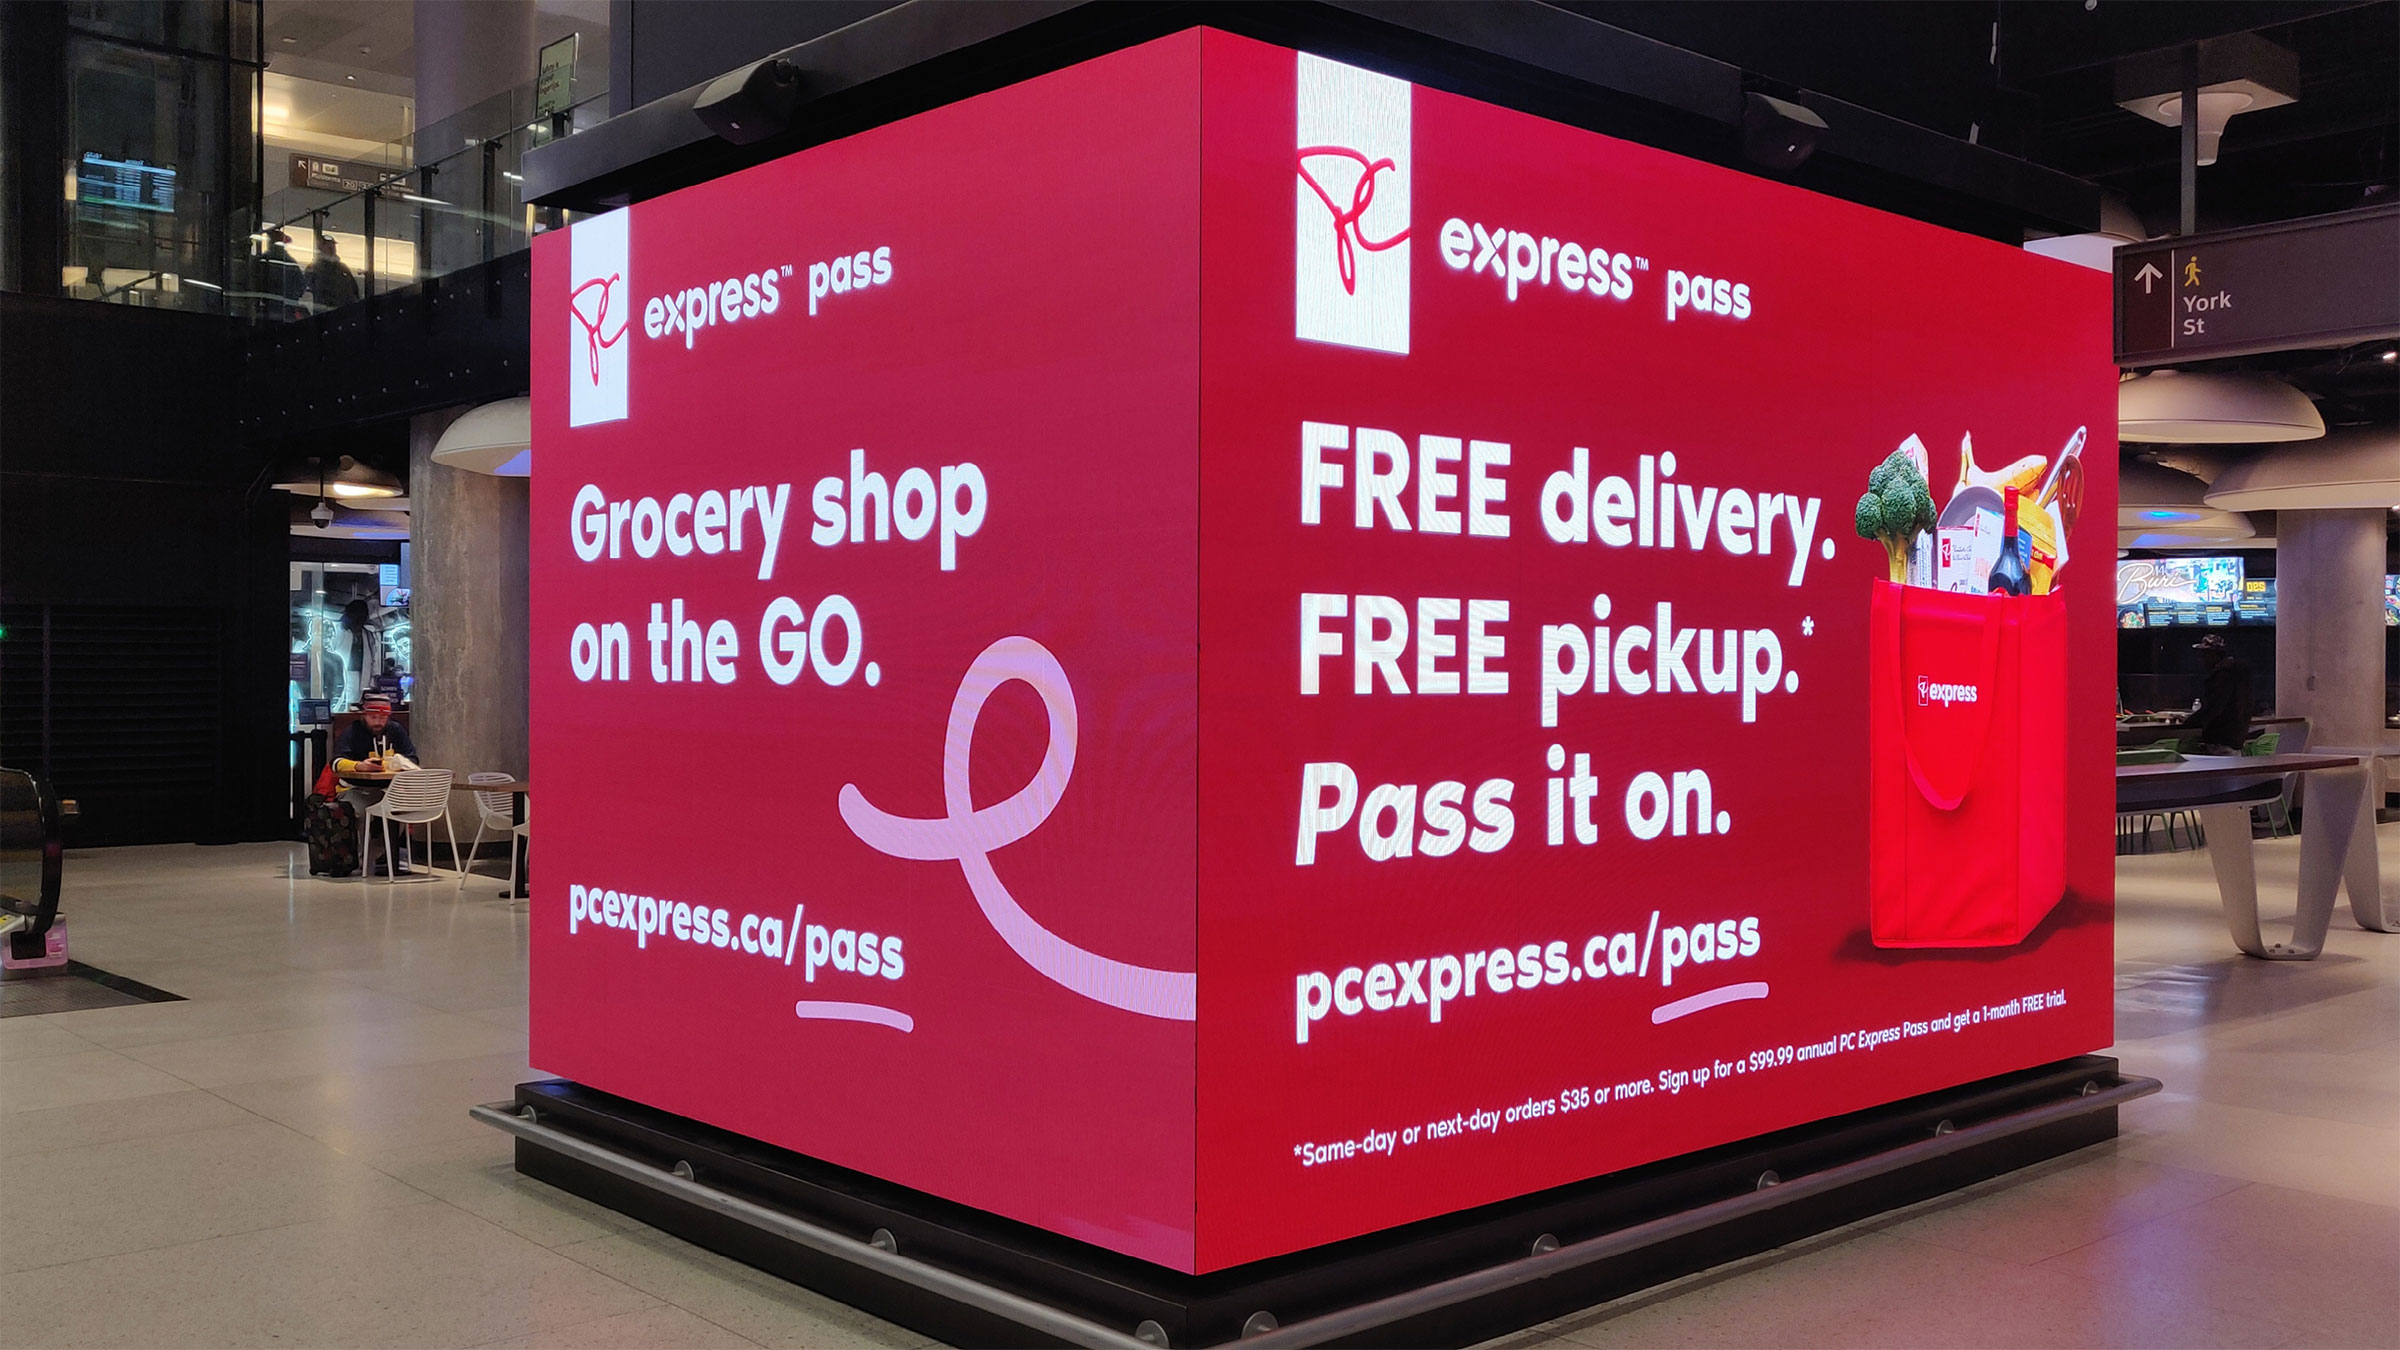 express™ pass
Grocery shop
on the GO.
pcexpress.ca/pass
PC
express™ pass
FREE delivery.
FREE pickup.*
Pass it on.
pcexpress.ca/pass
*Same-day or next-day orders $35 or more. Sign up for a $99.99 annual PC Express Pass and get a 1-month FREE trial.
express
York
St